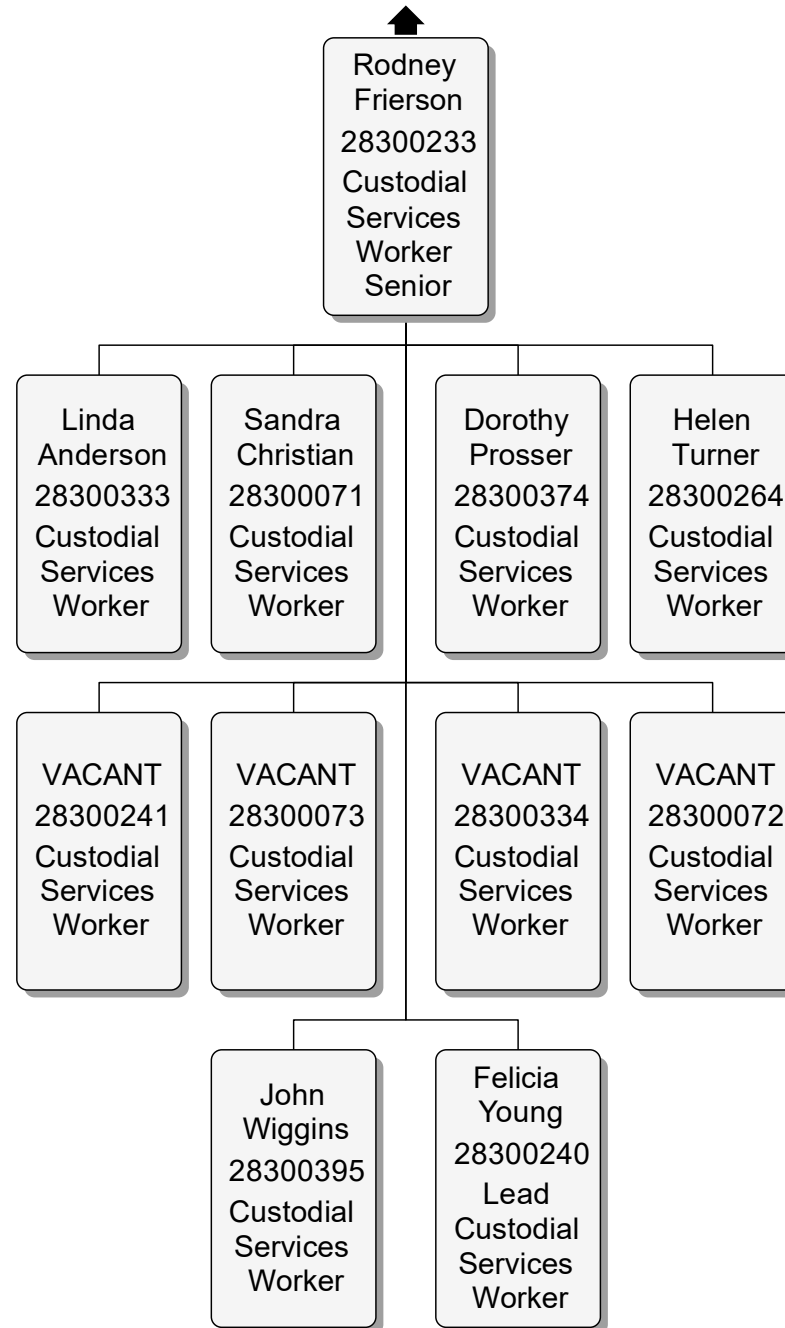 Rodney
Frierson
28300233
Custodial
Services
Worker
Senior
Linda
Anderson
28300333
Custodial
Services
Worker
Sandra
Christian
28300071
Custodial
Services
Worker
Dorothy
Prosser
28300374
Custodial
Services
Worker
Helen
Turner
28300264
Custodial
Services
Worker
VACANT
28300241
Custodial
Services
Worker
VACANT
28300073
Custodial
Services
Worker
VACANT
28300334
Custodial
Services
Worker
VACANT
28300072
Custodial
Services
Worker
John
Wiggins
28300395
Custodial
Services
Worker
Felicia
Young
28300240
Lead
Custodial
Services
Worker